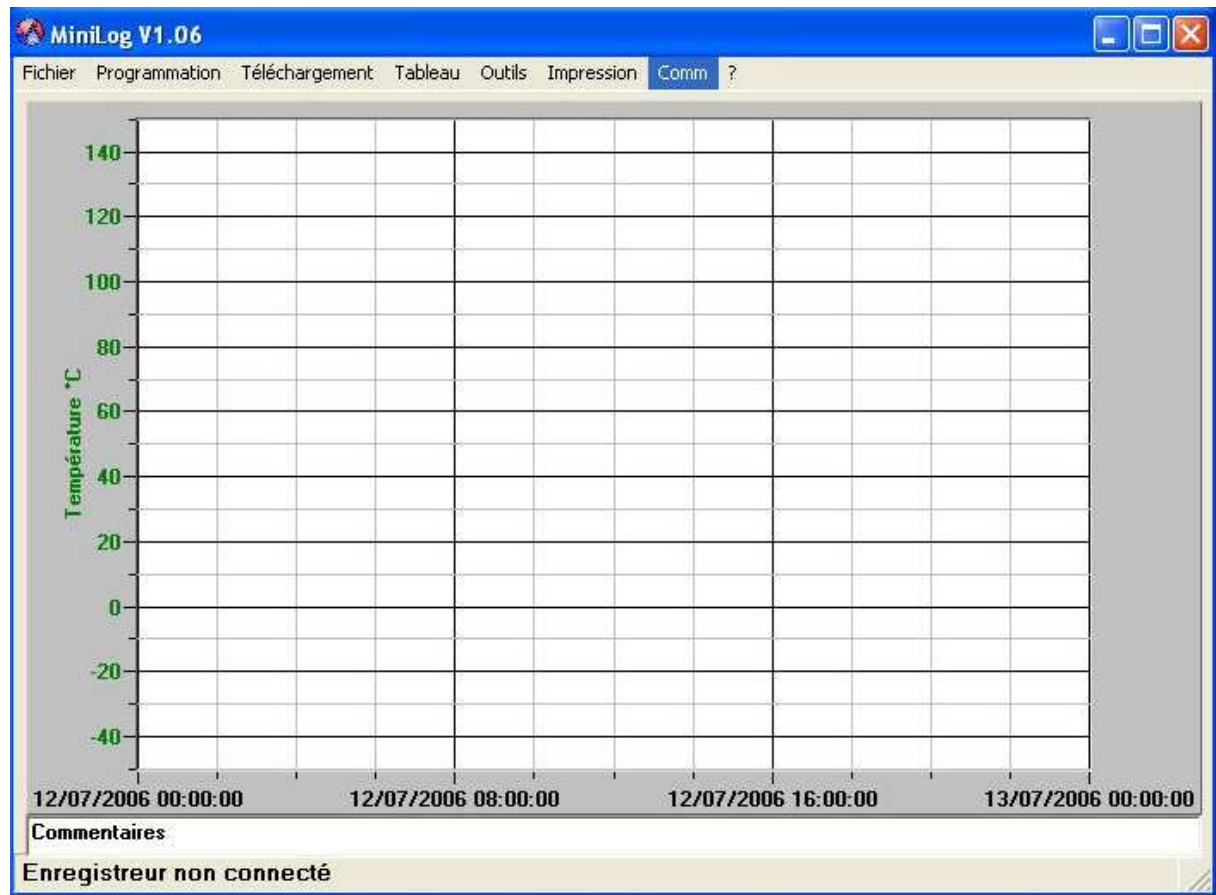 MiniLog V1.06
Fichier Programmation Téléchargement Tableau Outils Impression Comm ?
140
120
100
80
60
40
20
0
-20
-40
Température °C
12/07/2006 00:00:00 12/07/2006 08:00:00 12/07/2006 16:00:00 13/07/2006 00:00:00
Commentaires
Enregistreur non connecté